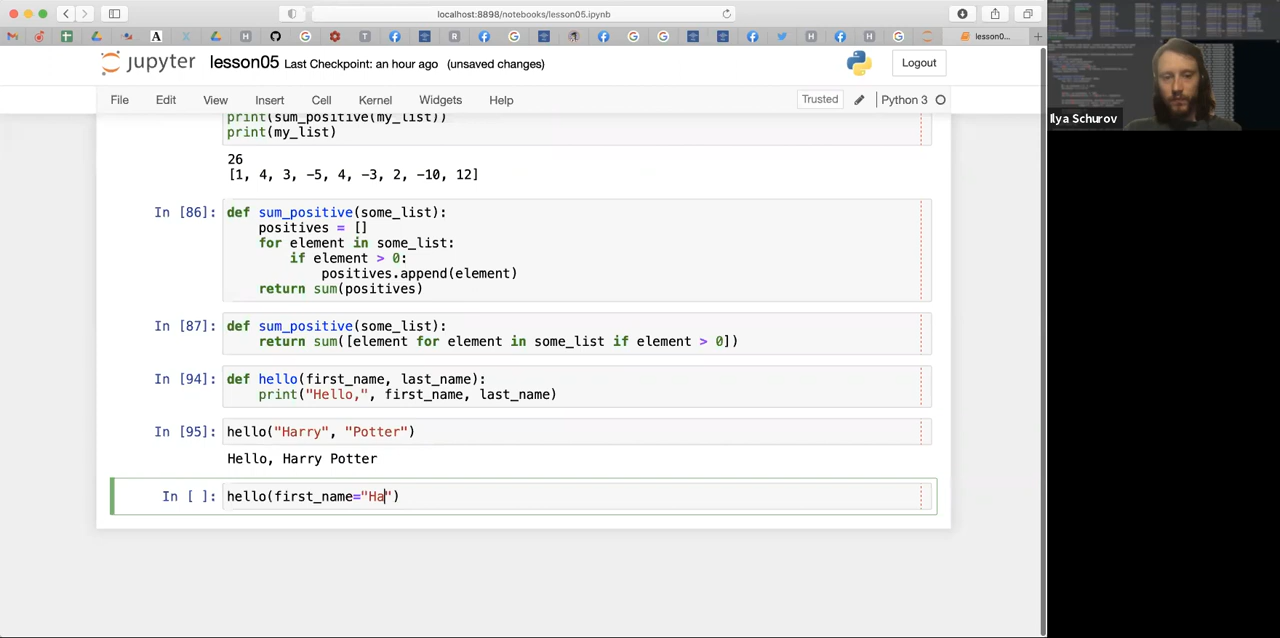 localhost:8898/notebooks/lesson05.ipynb
lesson0...
jupyter lesson05 Last Checkpoint: an hour ago (unsaved changes)
Logout
File Edit View Insert Cell Kernel Widgets Help
Trusted Python 3
print(sum_positive(my_list))
print(my_list)
26
[1, 4, 3, -5, 4, -3, 2, -10, 12]
In [86]: def sum_positive(some_list):
positives = []
for element in some_list:
if element > 0:
positives.append(element)
return sum(positives)
In [87]: def sum_positive(some_list):
return sum([element for element in some_list if element > 0])
In [94]: def hello(first_name, last_name):
print("Hello,", first_name, last_name)
In [95]: hello("Harry", "Potter")
Hello, Harry Potter
In [ ]: hello(first_name="Ha")
Ilya Schurov